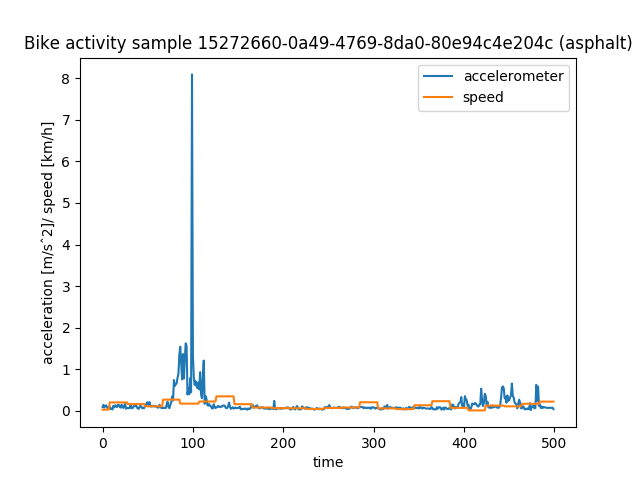 Bike activity sample 15272660-0a49-4769-8da0-80e94c4e204c (asphalt)
accelerometer
speed
acceleration [m/s^2]/ speed [km/h]
8
7
6
5
4
3
2
1
0
0 100 200 300 400 500
time